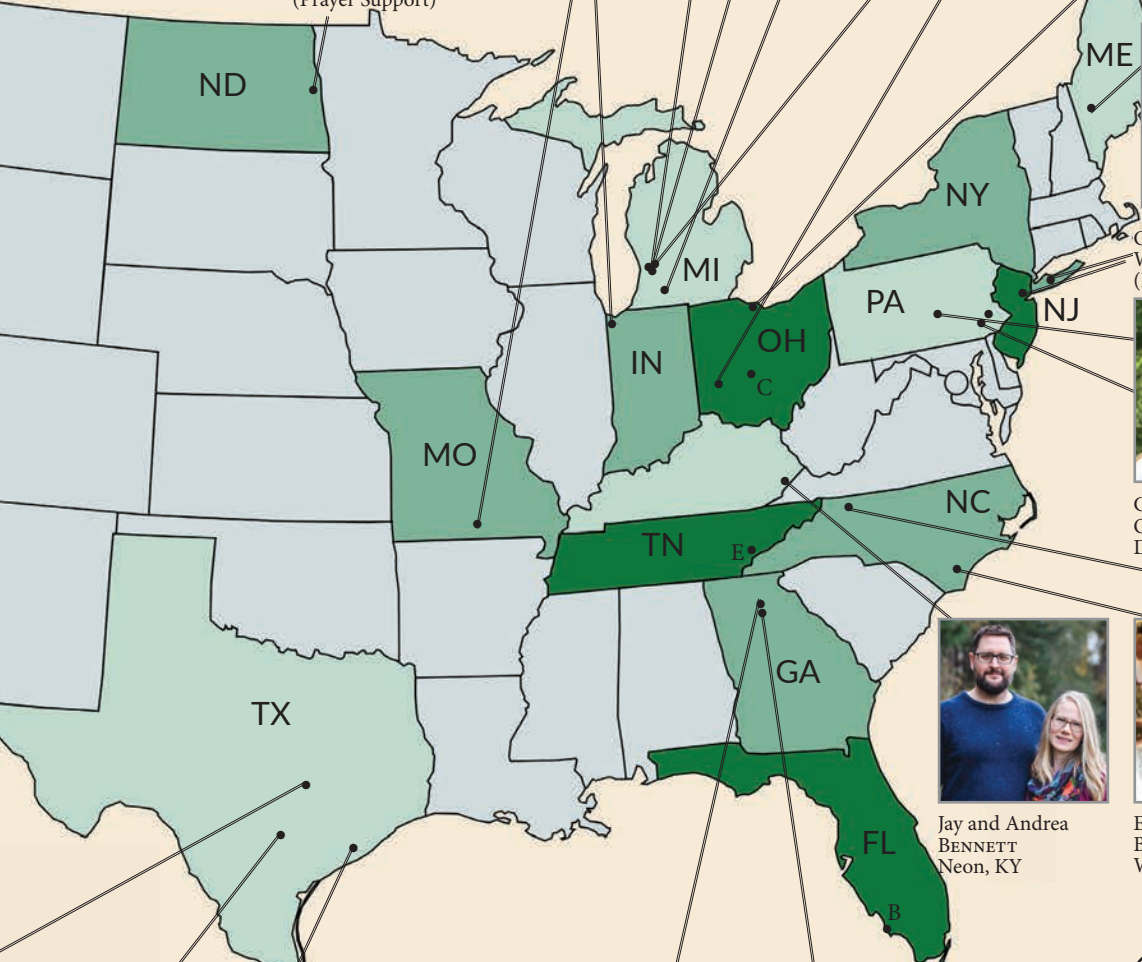 (Prayer Support)
ND
ME
NY
MI
PA
NJ
OH
IN
C
MO
NC
TN
E
GA
TX
Jay and Andrea
BENNETT
Neon, KY
FL
B